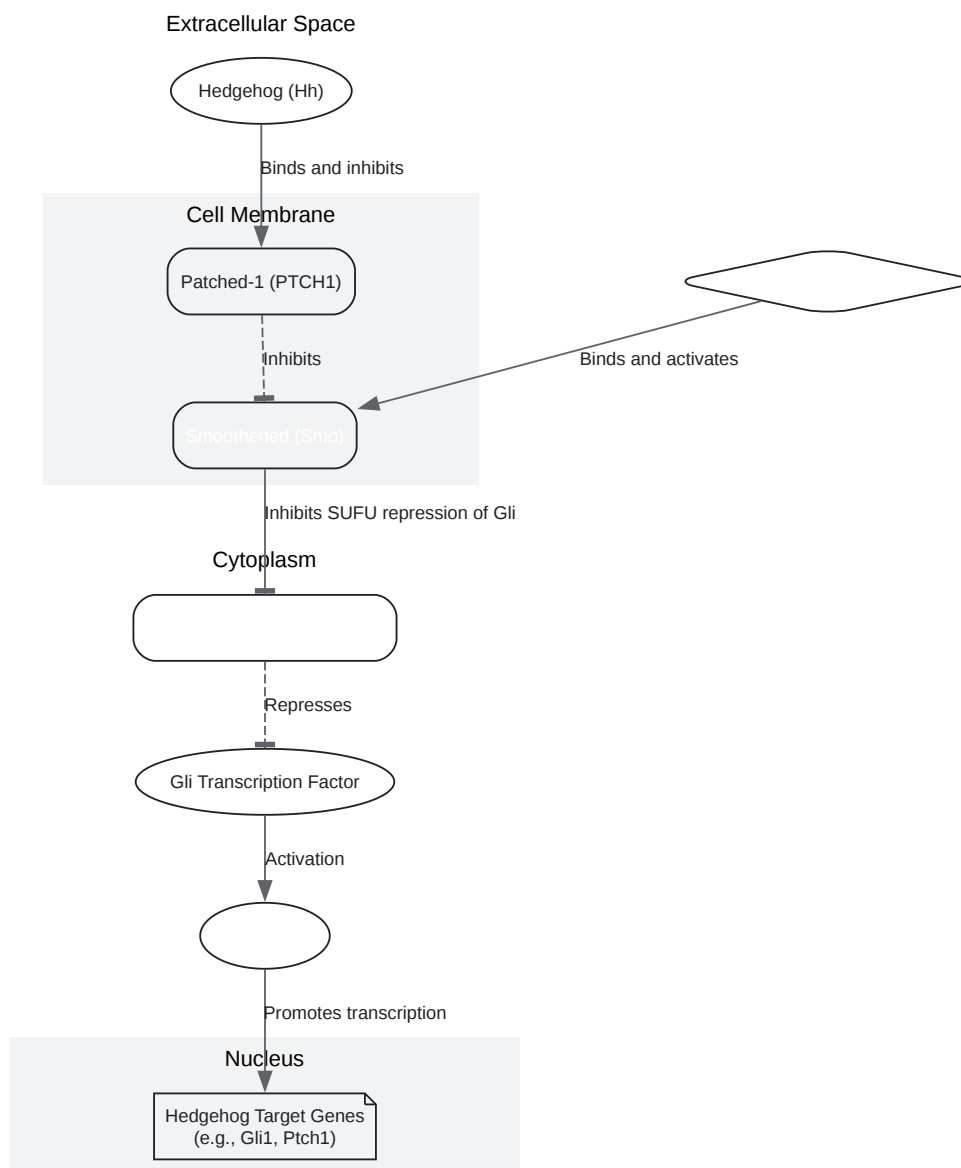 Extracellular Space
Hedgehog (Hh)
Binds and inhibits
Cell Membrane
Patched-1 (PTCH1)
Inhibits
Binds and activates
Smoothened (Smo)
Inhibits SUFU repression of Gli
Cytoplasm
Represses
Gli Transcription Factor
Activation
Promotes transcription
Nucleus
Hedgehog Target Genes
(e.g., Gli1, Ptch1)